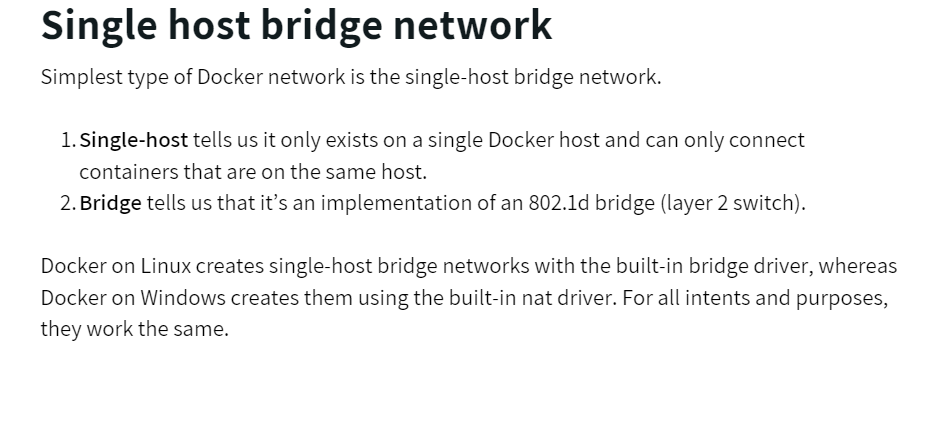 Single host bridge network
Simplest type of Docker network is the single-host bridge network.
1. Single-host tells us it only exists on a single Docker host and can only connect
containers that are on the same host.
2. Bridge tells us that it’s an implementation of an 802.1d bridge (layer 2 switch).
Docker on Linux creates single-host bridge networks with the built-in bridge driver, whereas
Docker on Windows creates them using the built-in nat driver. For all intents and purposes,
they work the same.